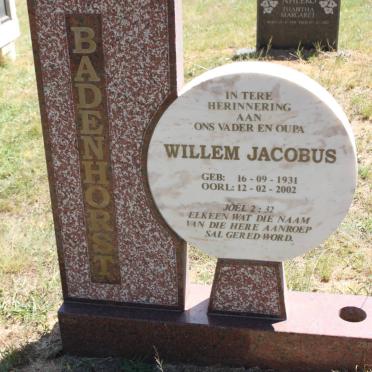 BADENHORST
IN TERE
HERINNERING
AAN
ONS VADER EN OUPA
WILLEM JACOBUS
GEB: 16 - 09 - 1931
OORL: 12 - 02 - 2002
JOEL 2 : 32
ELKEEN WAT DIE NAAM
VAN DIE HERE AANROEP
SAL GERED WORD.
MARGARET